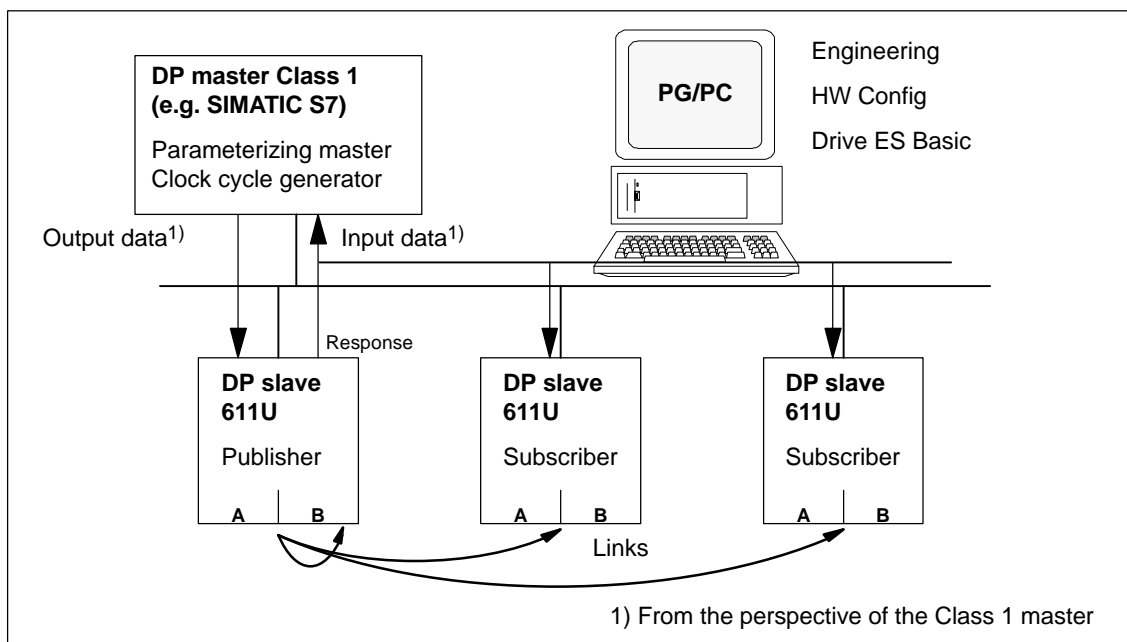 DP master Class 1
(e.g. SIMATIC S7)
Parameterizing master
Clock cycle generator
PG/PC
Engineering
HW Config
Drive ES Basic
Output data1)
Input data1)
Response
DP slave
611U
Publisher
A B
DP slave
611U
Subscriber
A B
DP slave
611U
Subscriber
A B
Links
1) From the perspective of the Class 1 master